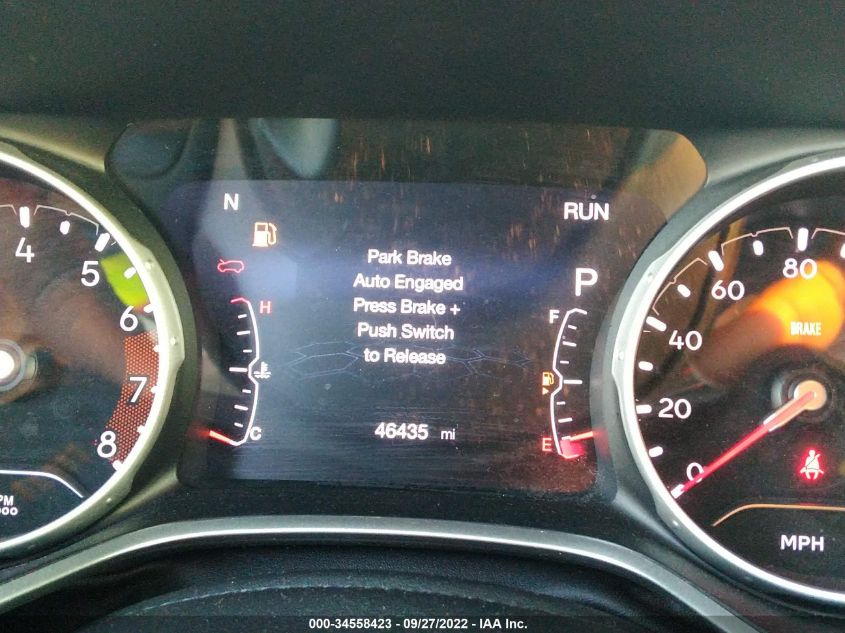 N
RUN
Park Brake
Auto Engaged
Press Brake +
Push Switch
to Release
P
H
C
F
E
46435 mi
4
5
6
7
8
0
20
40
60
80
BRAKE
MPH
000-34558423 - 09/27/2022 - IAA Inc.